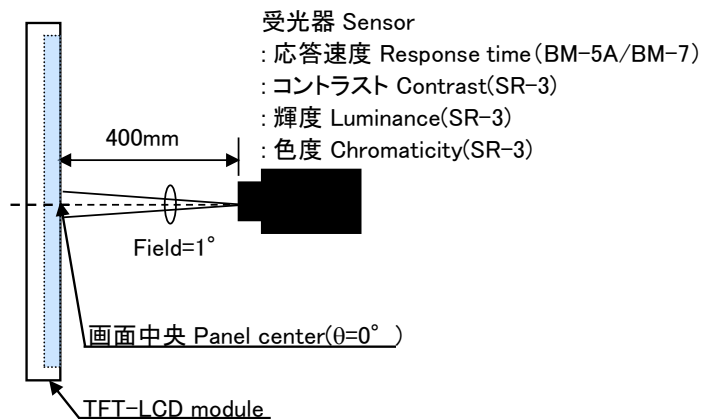 受光器 Sensor
: 応答速度 Response time(BM-5A/BM-7)
: コントラスト Contrast(SR-3)
: 輝度 Luminance(SR-3)
: 色度 Chromaticity(SR-3)
400mm
Field=1°
画面中央 Panel center(θ=0° )
TFT-LCD module